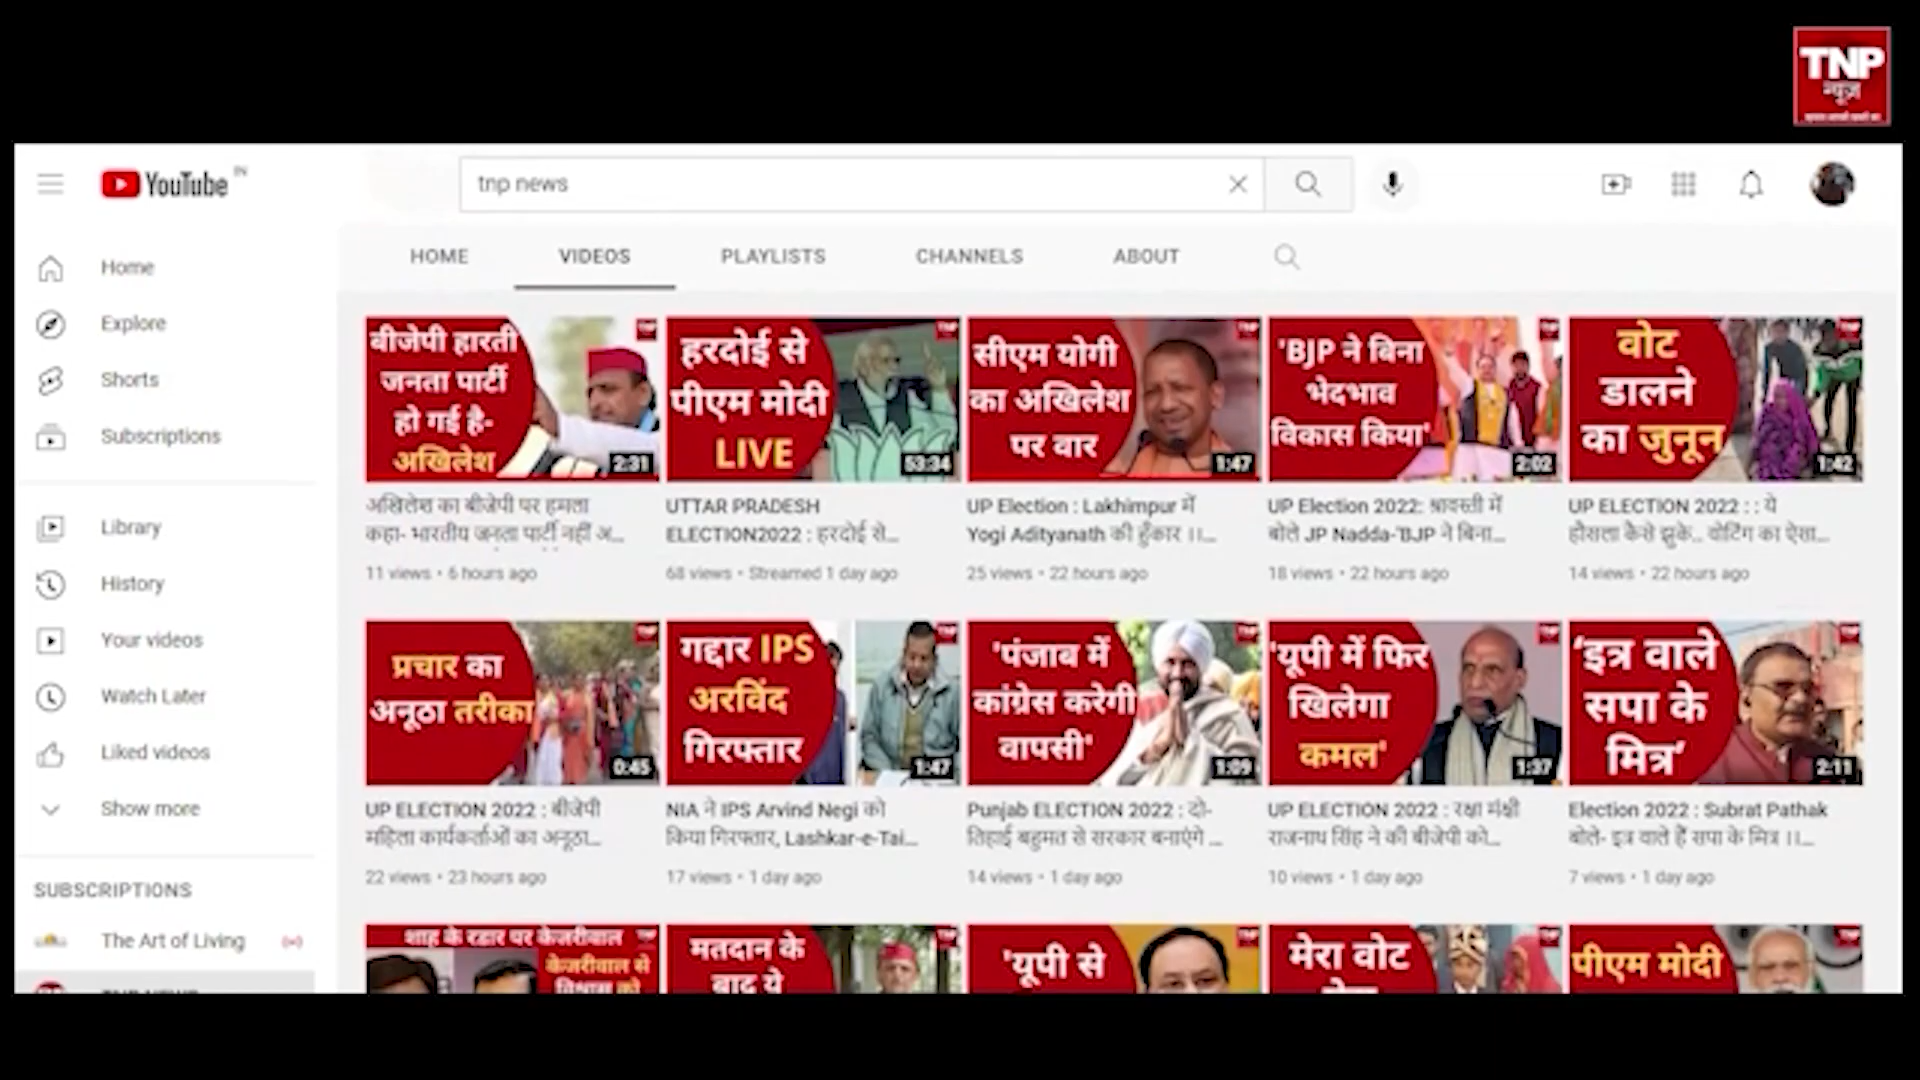 TNP
न्यूज़
YouTube IN
tnp news
HOME
VIDEOS
PLAYLISTS
CHANNELS
ABOUT
Home
Explore
Shorts
Subscriptions
Library
History
Your videos
Watch Later
Liked videos
Show more
SUBSCRIPTIONS
The Art of Living
बीजेपी हारती
जनता पार्टी
हो गई है-
अखिलेश
2:31
अखिलेश का बीजेपी पर हमला
कहा- भारतीय जनता पार्टी नहीं अ...
11 views • 6 hours ago
हरदोई से
पीएम मोदी
LIVE
53:34
UTTAR PRADESH
ELECTION2022 : हरदोई से...
68 views • Streamed 1 day ago
सीएम योगी
का अखिलेश
पर वार
1:47
UP Election : Lakhimpur में
Yogi Adityanath की हुँकार ।।...
25 views • 22 hours ago
'BJP ने बिना
भेदभाव
विकास किया'
2:02
UP Election 2022: श्रावस्ती में
बोले JP Nadda-'BJP ने बिना...
18 views • 22 hours ago
वोट
डालने
का जुनून
1:42
UP ELECTION 2022 : : ये
हौसला कैसे झुके.. वोटिंग का ऐसा...
14 views • 22 hours ago
प्रचार का
अनूठा तरीका
0:45
UP ELECTION 2022 : बीजेपी
महिला कार्यकर्ताओं का अनूठा...
22 views • 23 hours ago
गद्दार IPS
अरविंद
गिरफ्तार
1:47
NIA ने IPS Arvind Negi को
किया गिरफ्तार, Lashkar-e-Tai...
17 views • 1 day ago
'पंजाब में
कांग्रेस करेगी
वापसी'
1:09
Punjab ELECTION 2022 : दो-
तिहाई बहुमत से सरकार बनाएंगे ...
14 views • 1 day ago
'यूपी में फिर
खिलेगा
कमल'
1:37
UP ELECTION 2022 : रक्षा मंत्री
राजनाथ सिंह ने की बीजेपी को...
10 views • 1 day ago
'इत्र वाले
सपा के
मित्र'
2:11
Election 2022 : Subrat Pathak
बोले- इत्र वाले हैं सपा के मित्र ।।...
7 views • 1 day ago
शाह के रडार पर केजरीवाल
केजरीवाल से
मतदान के
बाद ये
'यूपी से
मेरा वोट
पीएम मोदी